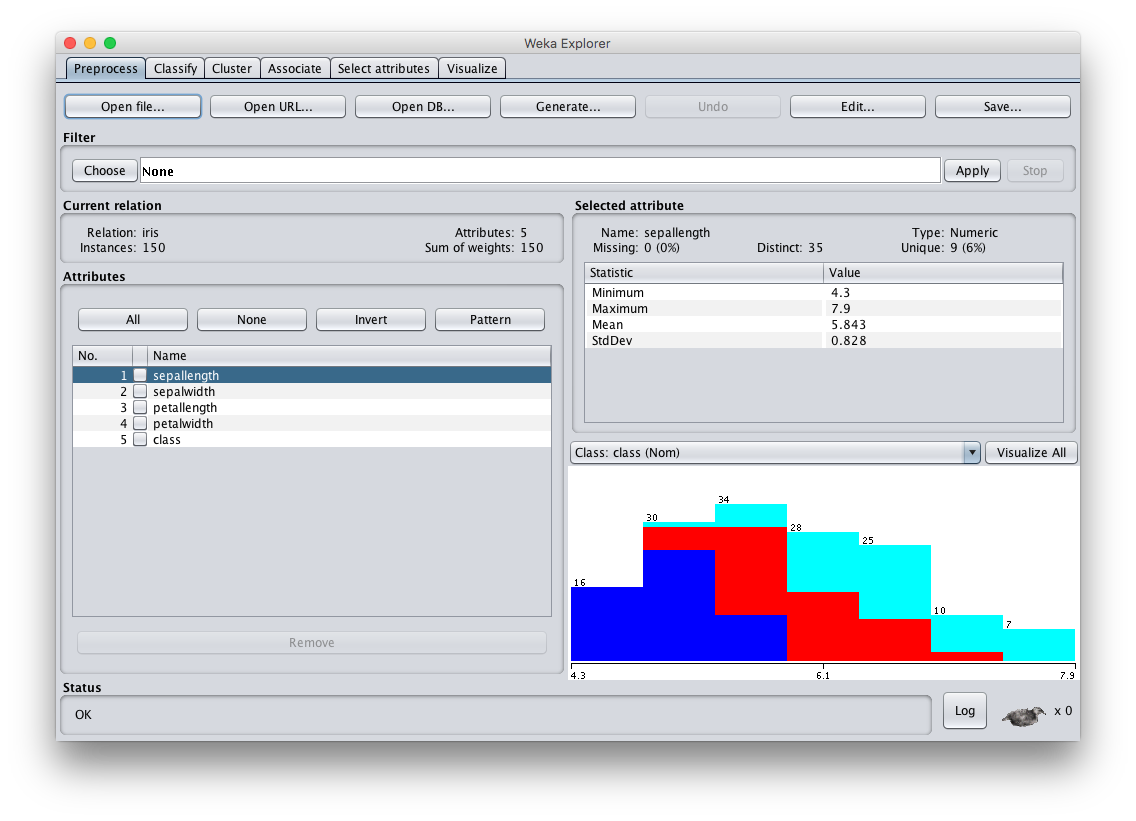 Weka Explorer
Preprocess Classify Cluster Associate Select attributes Visualize
Open file... Open URL... Open DB... Generate... Undo Edit... Save...
Filter
Choose None Apply Stop
Current relation
Relation: iris Attributes: 5
Instances: 150 Sum of weights: 150
Attributes
All None Invert Pattern
No. Name
1 sepallength
2 sepalwidth
3 petallength
4 petalwidth
5 class
Remove
Selected attribute
Name: sepallength Type: Numeric
Missing: 0 (0%) Distinct: 35 Unique: 9 (6%)
Statistic Value
Minimum 4.3
Maximum 7.9
Mean 5.843
StdDev 0.828
Class: class (Nom) Visualize All
16 30 34 28 25 10 7
4.3 6.1 7.9
Status
OK Log x 0